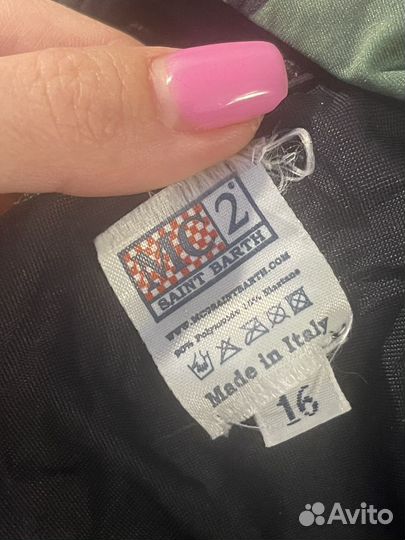 MC2
SAINT BARTH
WWW.MC2SAINTBARTH.COM
Made in Italy
16
Avito